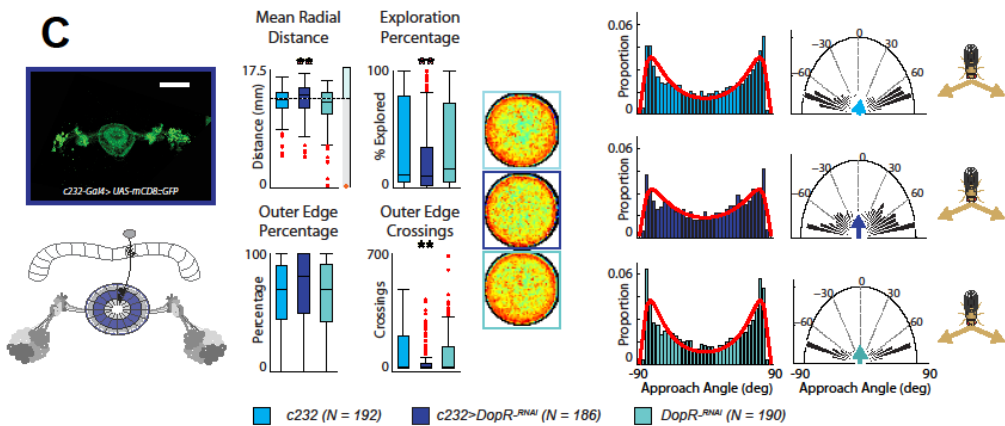 C
c232-Gal4> UAS-mCD8::GFP
Mean Radial
Distance
**
17.5
0
Distance (mm)
Exploration
Percentage
**
100
0
% Explored
Outer Edge
Percentage
100
0
Percentage
Outer Edge
Crossings
**
700
0
Crossings
0.06
0
Proportion
0
-30
30
-60
60
0.06
0
Proportion
0
-30
30
-60
60
0.06
0
Proportion
-90
90
Approach Angle (deg)
0
-30
30
-60
60
-90
90
Approach Angle (deg)
c232 (N = 192)
c232>DopR-RNAi (N = 186)
DopR-RNAi (N = 190)